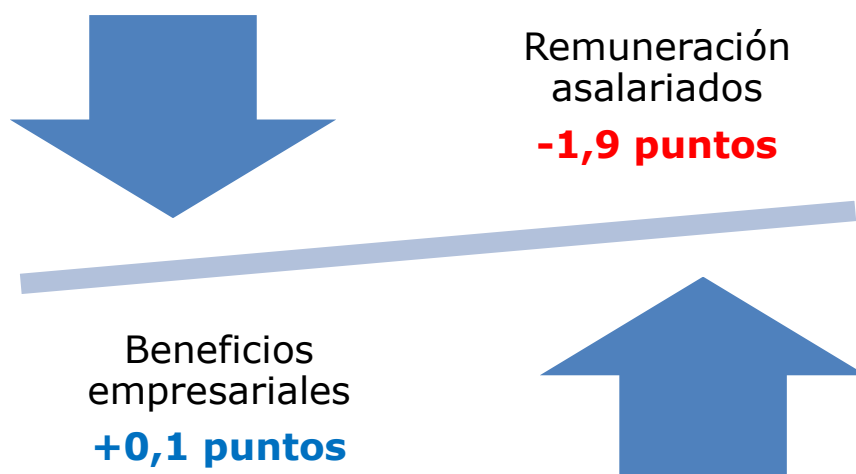 Remuneración
asalariados
-1,9 puntos
Beneficios
empresariales
+0,1 puntos